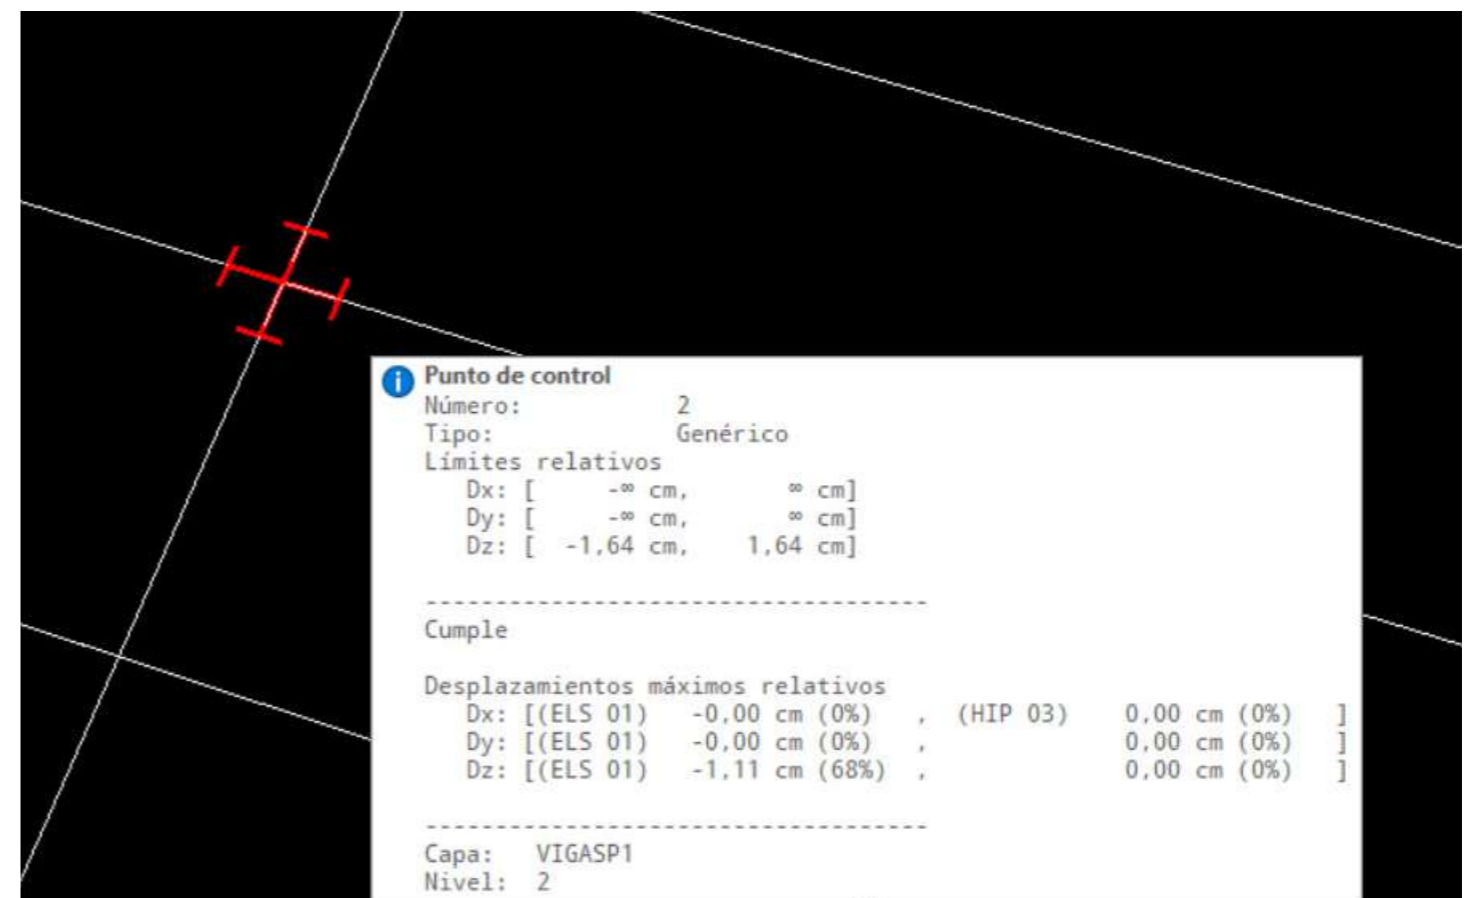 Punto de control
Número: 2
Tipo: Genérico
Límites relativos
Dx: [ -∞ cm, ∞ cm]
Dy: [ -∞ cm, ∞ cm]
Dz: [ -1,64 cm, 1,64 cm]
------------------------------------
Cumple
Desplazamientos máximos relativos
Dx: [(ELS 01) -0,00 cm (0%) , (HIP 03) 0,00 cm (0%) ]
Dy: [(ELS 01) -0,00 cm (0%) , 0,00 cm (0%) ]
Dz: [(ELS 01) -1,11 cm (68%) , 0,00 cm (0%) ]
------------------------------------
Capa: VIGASP1
Nivel: 2